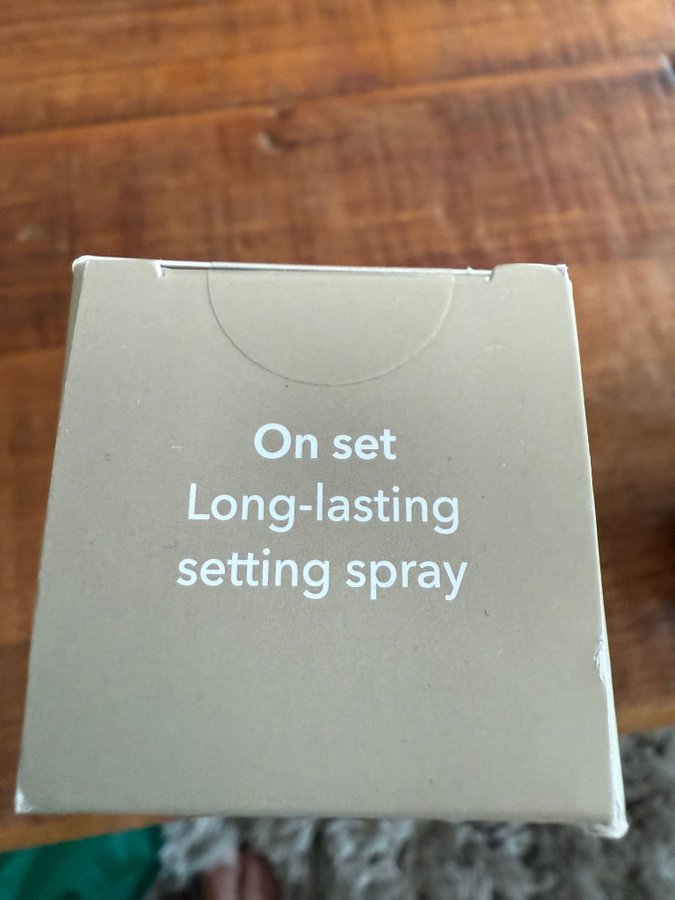 On set
Long-lasting
setting spray